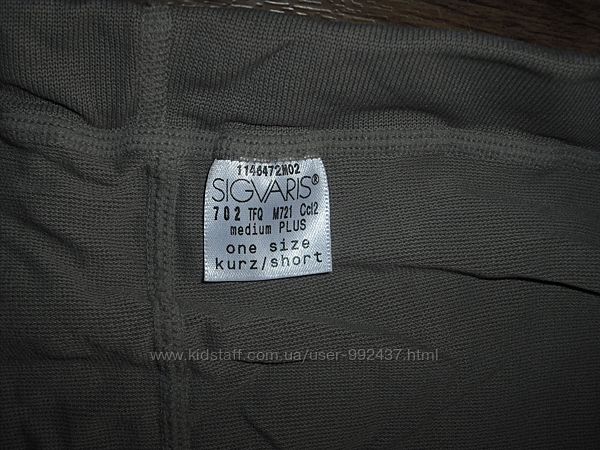 1146472M02
SIGVARIS®
702 TFQ M721 Ccl2
medium PLUS
one size
kurz/short
www.kidstaff.com.ua/user-992437.html